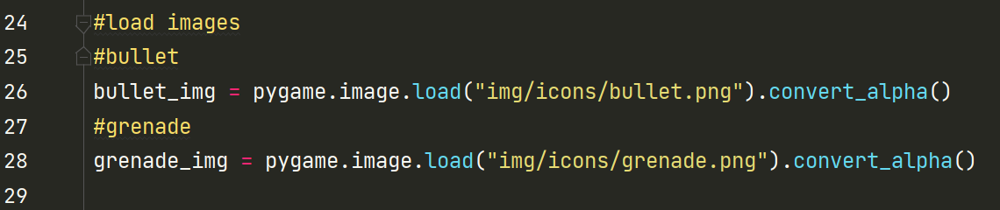 24 #load images
25 #bullet
26 bullet_img = pygame.image.load("img/icons/bullet.png").convert_alpha()
27 #grenade
28 grenade_img = pygame.image.load("img/icons/grenade.png").convert_alpha()
29